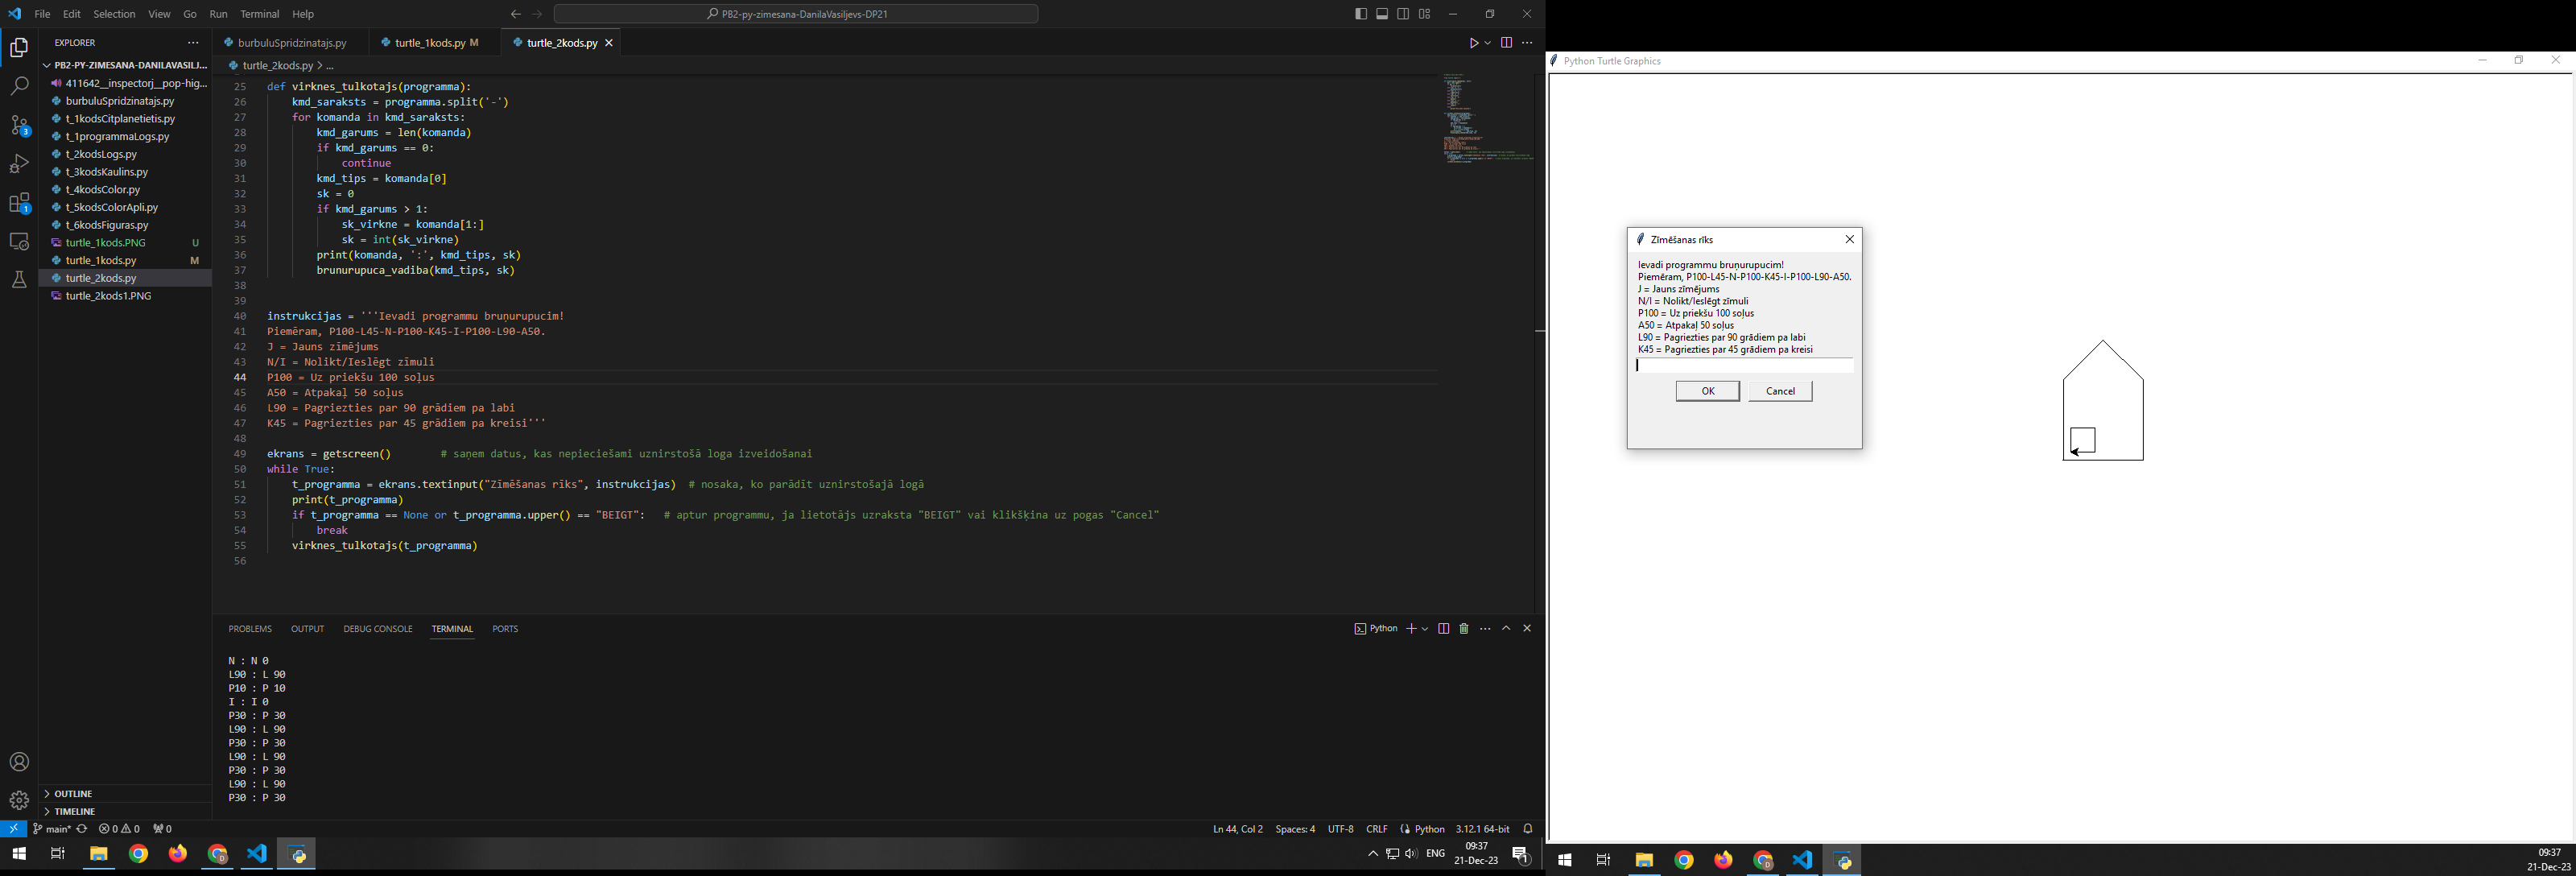 File Edit Selection View Go Run Terminal Help
PB2-py-zimesana-DanilaVasiljevs-DP21
EXPLORER
PB2-PY-ZIMESANA-DANILAVASILJ...
411642__inspectorj__pop-hig...
burbuluSpridzinatajs.py
t_1kodsCitplanetietis.py
t_1programmaLogs.py
t_2kodsLogs.py
t_3kodsKaulins.py
t_4kodsColor.py
t_5kodsColorApli.py
t_6kodsFiguras.py
turtle_1kods.PNG U
turtle_1kods.py M
turtle_2kods.py
turtle_2kods1.PNG
OUTLINE
TIMELINE
3
1
burbuluSpridzinatajs.py
turtle_1kods.py M
turtle_2kods.py
turtle_2kods.py > ...
25 def virknes_tulkotajs(programma):
26 kmd_saraksts = programma.split('-')
27 for komanda in kmd_saraksts:
28 kmd_garums = len(komanda)
29 if kmd_garums == 0:
30 continue
31 kmd_tips = komanda[0]
32 sk = 0
33 if kmd_garums > 1:
34 sk_virkne = komanda[1:]
35 sk = int(sk_virkne)
36 print(komanda, ':', kmd_tips, sk)
37 brunurupuca_vadiba(kmd_tips, sk)
38
39
40 instrukcijas = '''Ievadi programmu bruņurupucim!
41 Piemēram, P100-L45-N-P100-K45-I-P100-L90-A50.
42 J = Jauns zīmējums
43 N/I = Nolikt/Ieslēgt zīmuli
44 P100 = Uz priekšu 100 soļus
45 A50 = Atpakaļ 50 soļus
46 L90 = Pagriezties par 90 grādiem pa labi
47 K45 = Pagriezties par 45 grādiem pa kreisi'''
48
49 ekrans = getscreen() # saņem datus, kas nepieciešami uznirstošā loga izveidošanai
50 while True:
51 t_programma = ekrans.textinput("Zīmēšanas rīks", instrukcijas) # nosaka, ko parādīt uznirstošajā logā
52 print(t_programma)
53 if t_programma == None or t_programma.upper() == "BEIGT": # aptur programmu, ja lietotājs uzraksta "BEIGT" vai klikšķina uz pogas "Cancel"
54 break
55 virknes_tulkotajs(t_programma)
56
PROBLEMS OUTPUT DEBUG CONSOLE TERMINAL PORTS
Python
N : N 0
L90 : L 90
P10 : P 10
I : I 0
P30 : P 30
L90 : L 90
P30 : P 30
L90 : L 90
P30 : P 30
L90 : L 90
P30 : P 30
main* 0 0 0
Ln 44, Col 2 Spaces: 4 UTF-8 CRLF Python 3.12.1 64-bit
ENG
09:37
21-Dec-23
1
Python Turtle Graphics
Zīmēšanas rīks
Ievadi programmu bruņurupucim!
Piemēram, P100-L45-N-P100-K45-I-P100-L90-A50.
J = Jauns zīmējums
N/I = Nolikt/Ieslēgt zīmuli
P100 = Uz priekšu 100 soļus
A50 = Atpakaļ 50 soļus
L90 = Pagriezties par 90 grādiem pa labi
K45 = Pagriezties par 45 grādiem pa kreisi
OK Cancel
09:37
21-Dec-23